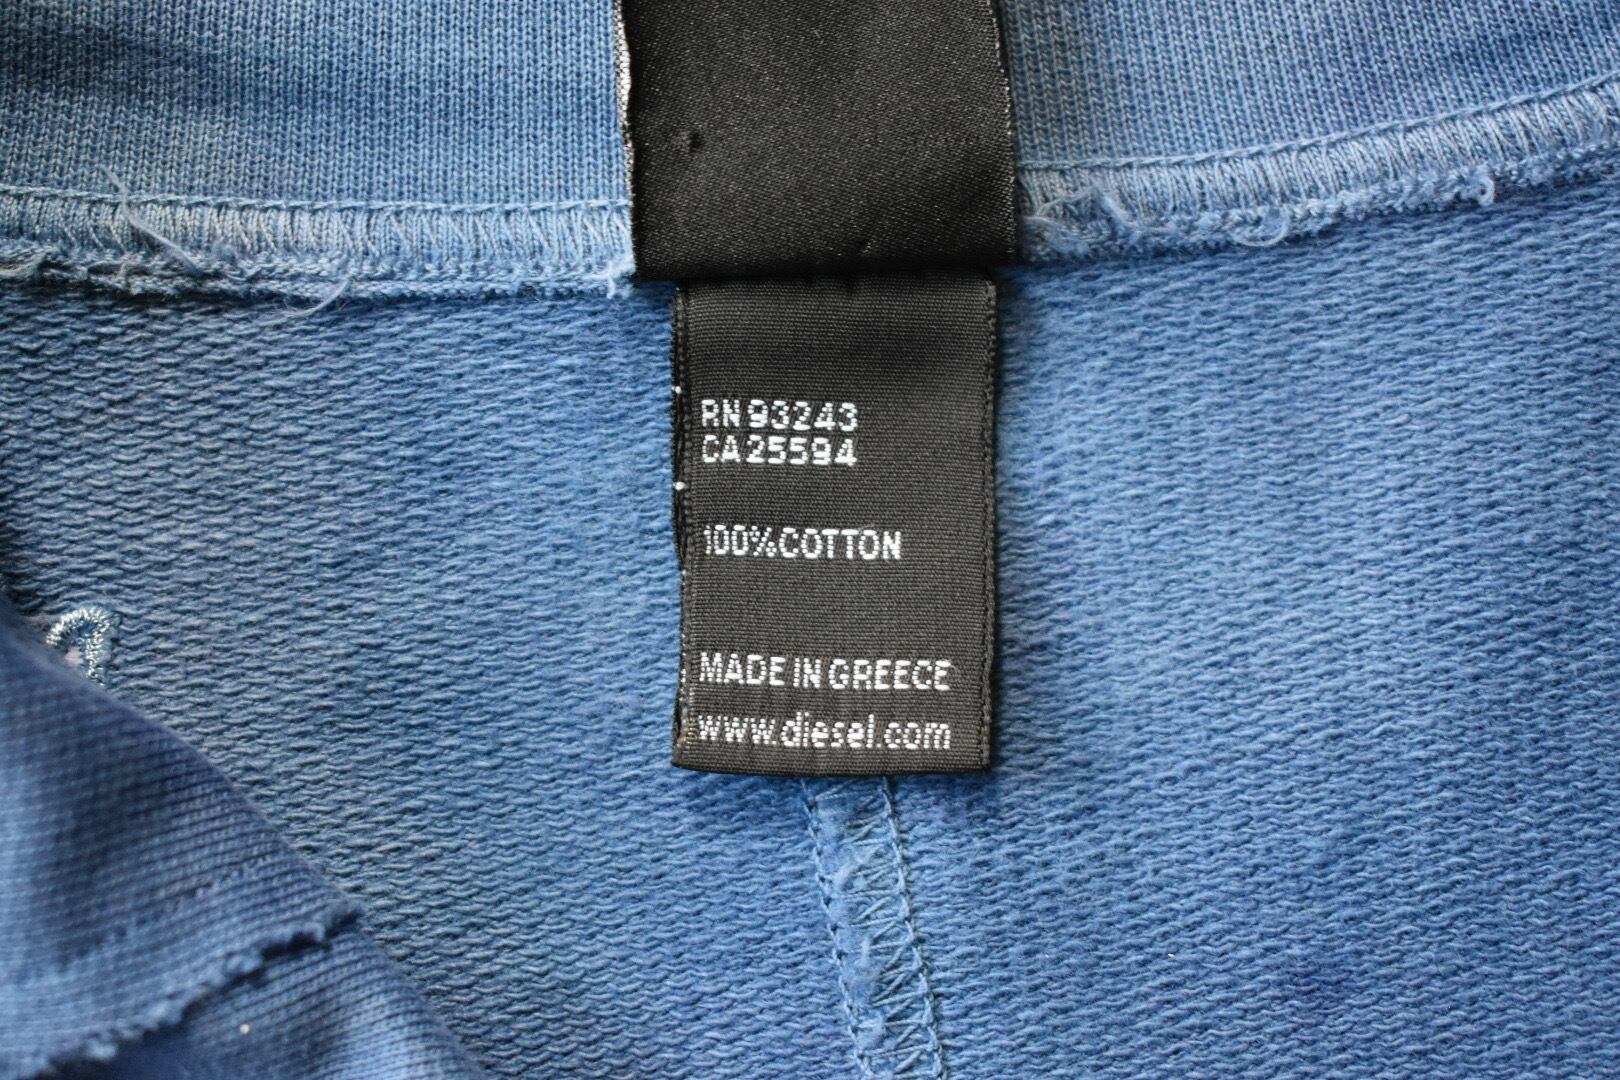 RN 93243
CA 25594
100% COTTON
MADE IN GREECE
www.diesel.com